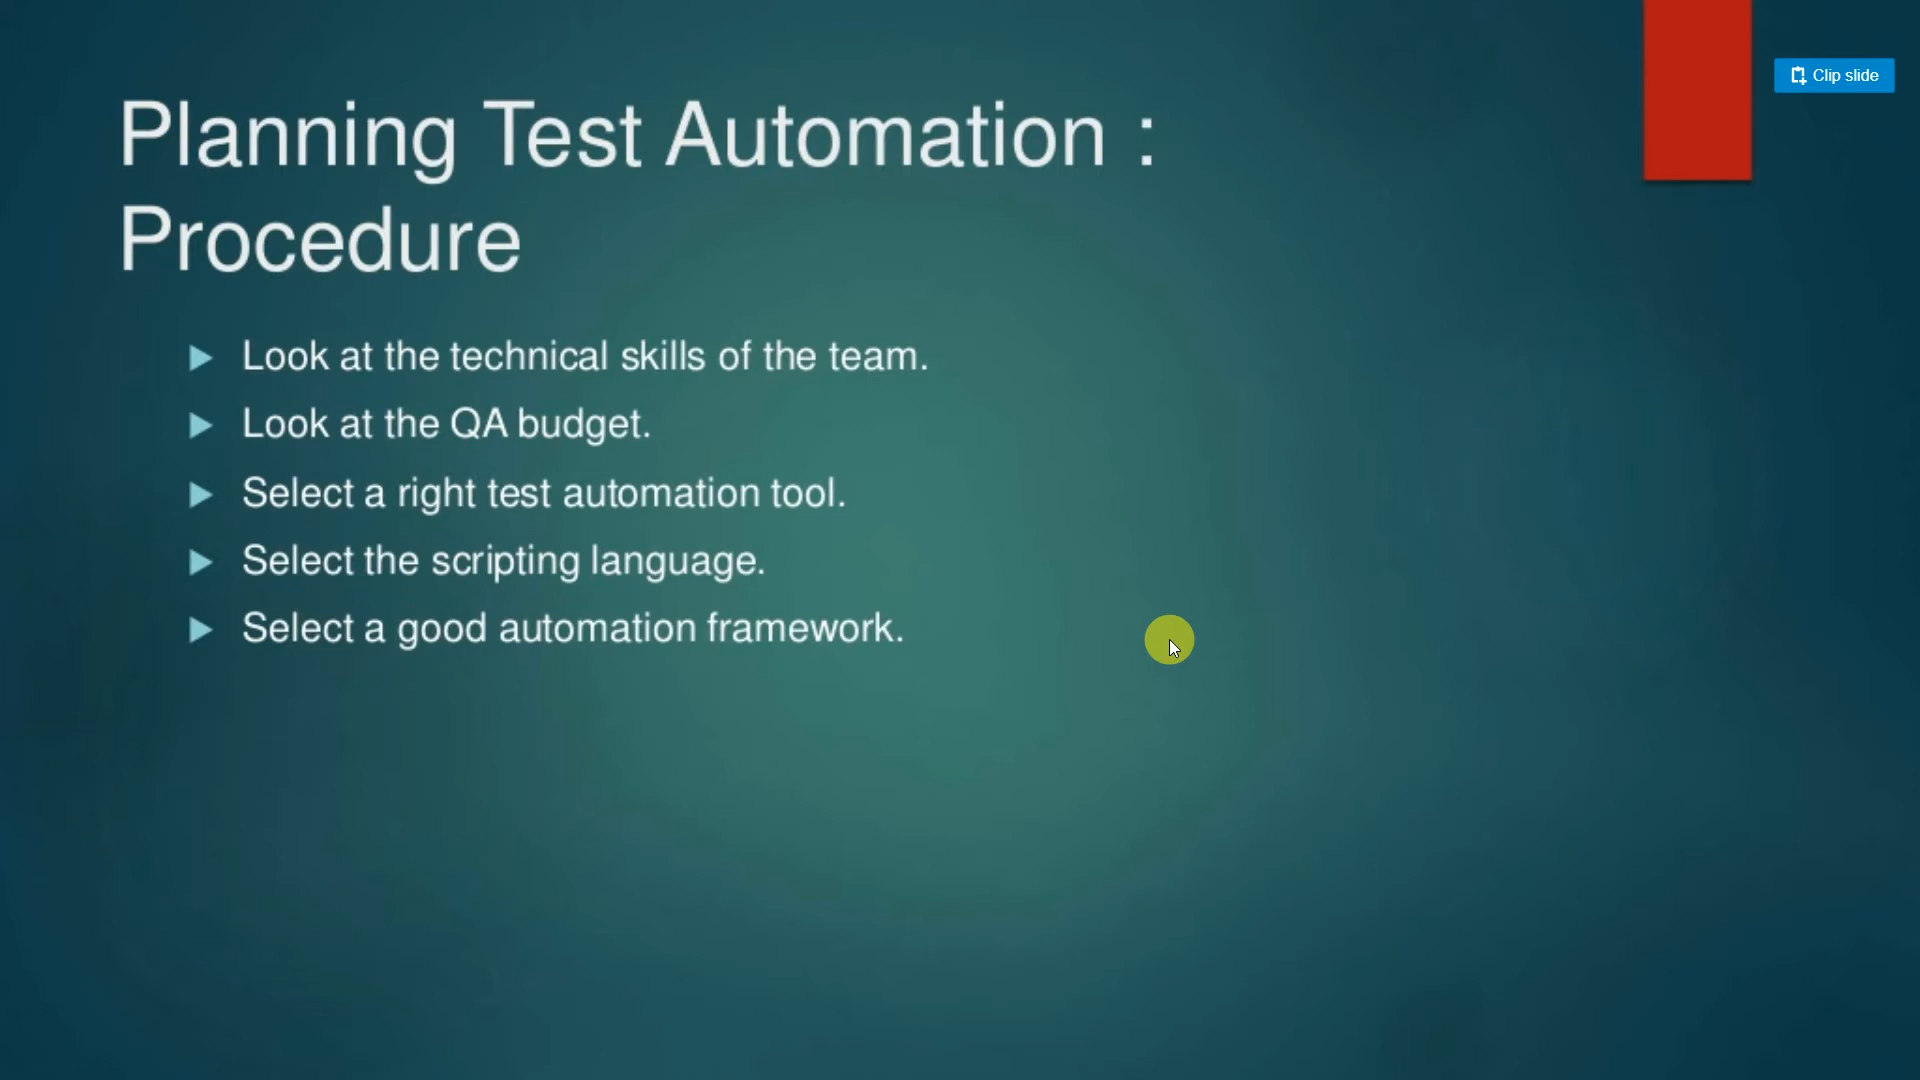 Clip slide
Planning Test Automation :
Procedure
Look at the technical skills of the team.
Look at the QA budget.
Select a right test automation tool.
Select the scripting language.
Select a good automation framework.